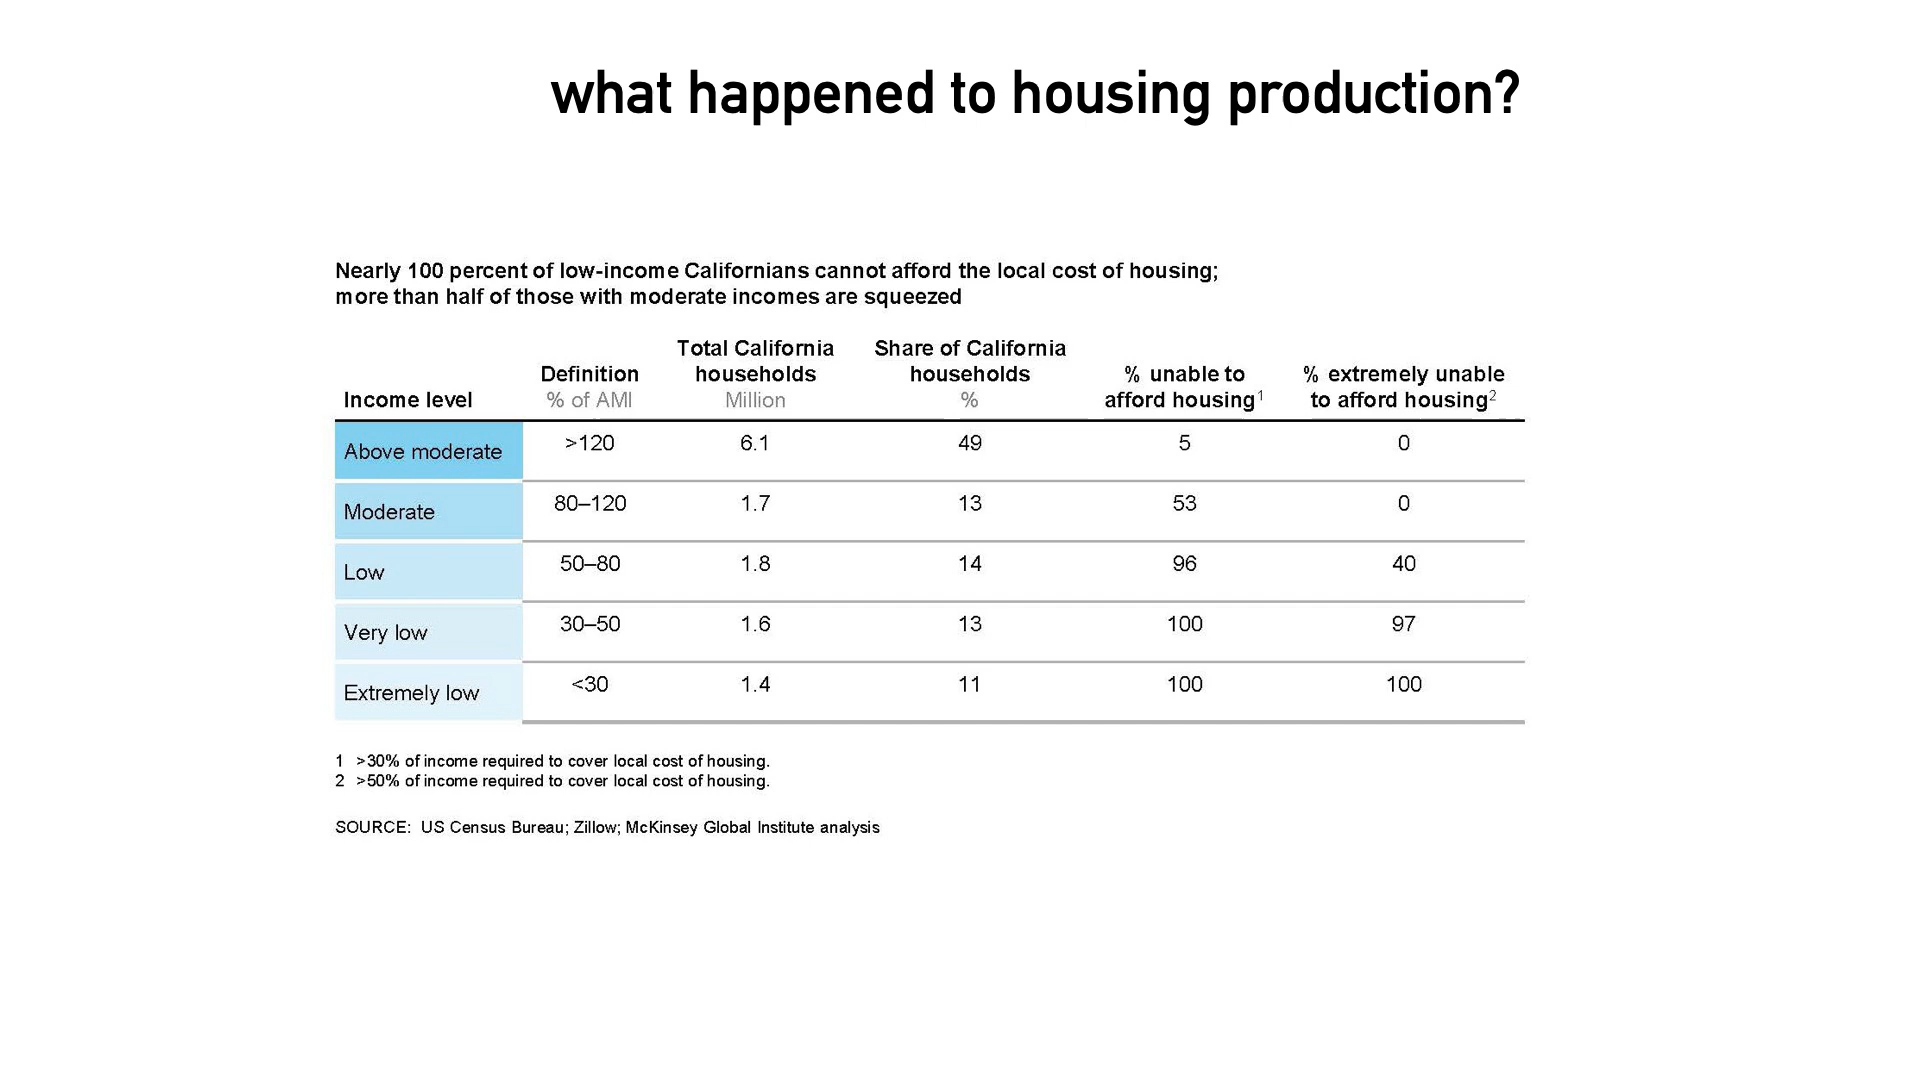 what happened to housing production?
Nearly 100 percent of low-income Californians cannot afford the local cost of housing;
more than half of those with moderate incomes are squeezed
Total California Share of California
Definition households households % unable to % extremely unable
Income level % of AMI Million % afford housing1 to afford housing2
Above moderate >120 6.1 49 5 0
Moderate 80–120 1.7 13 53 0
Low 50–80 1.8 14 96 40
Very low 30–50 1.6 13 100 97
Extremely low <30 1.4 11 100 100
1 >30% of income required to cover local cost of housing.
2 >50% of income required to cover local cost of housing.
SOURCE: US Census Bureau; Zillow; McKinsey Global Institute analysis